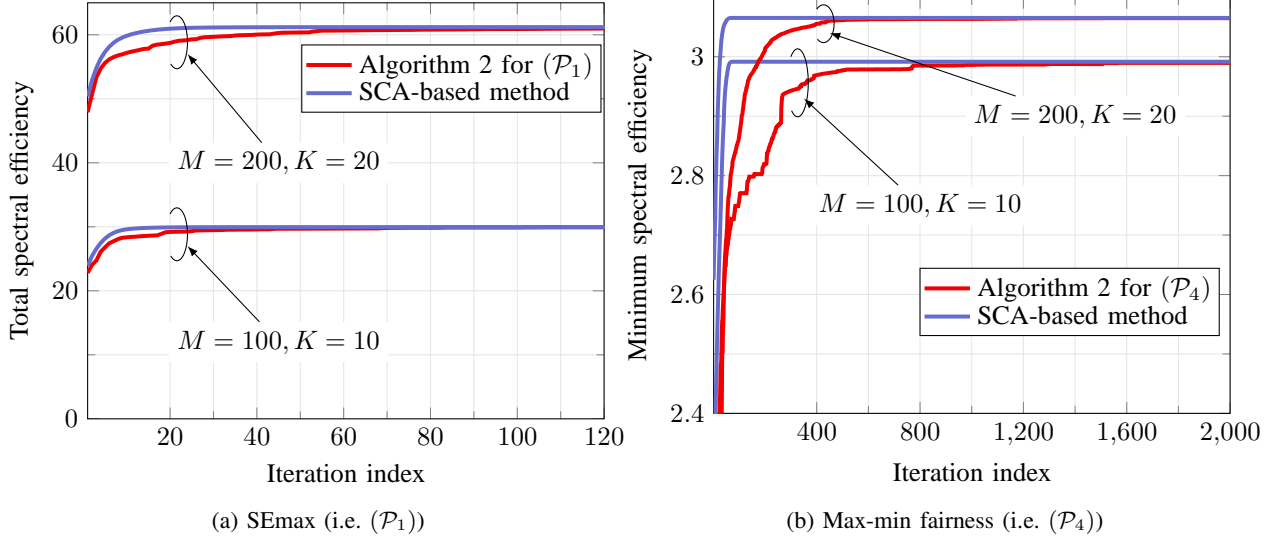 Total spectral efficiency
60
40
20
0
20
40
60
80
100
120
Iteration index
Algorithm 2 for (𝒫₁)
SCA-based method
M = 200, K = 20
M = 100, K = 10
(a) SEmax (i.e. (𝒫₁))
Minimum spectral efficiency
3
2.8
2.6
2.4
400
800
1,200
1,600
2,000
Iteration index
M = 200, K = 20
M = 100, K = 10
Algorithm 2 for (𝒫₄)
SCA-based method
(b) Max-min fairness (i.e. (𝒫₄))